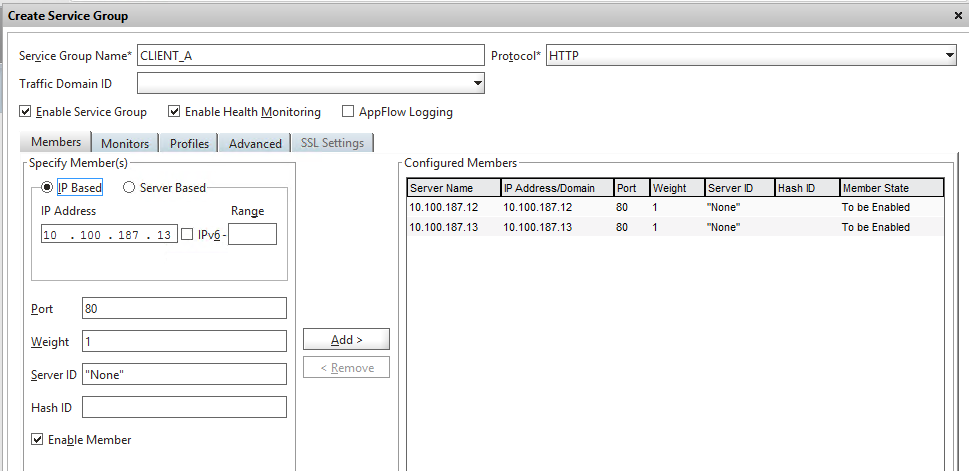 Create Service Group
Service Group Name* CLIENT_A Protocol* HTTP
Traffic Domain ID
Enable Service Group Enable Health Monitoring AppFlow Logging
Members Monitors Profiles Advanced SSL Settings
Specify Member(s)
IP Based Server Based
IP Address Range
10 . 100 . 187 . 13 IPv6 -
Port 80
Weight 1
Server ID "None"
Hash ID
Enable Member
Add >
< Remove
Configured Members
Server Name IP Address/Domain Port Weight Server ID Hash ID Member State
10.100.187.12 10.100.187.12 80 1 "None" To be Enabled
10.100.187.13 10.100.187.13 80 1 "None" To be Enabled